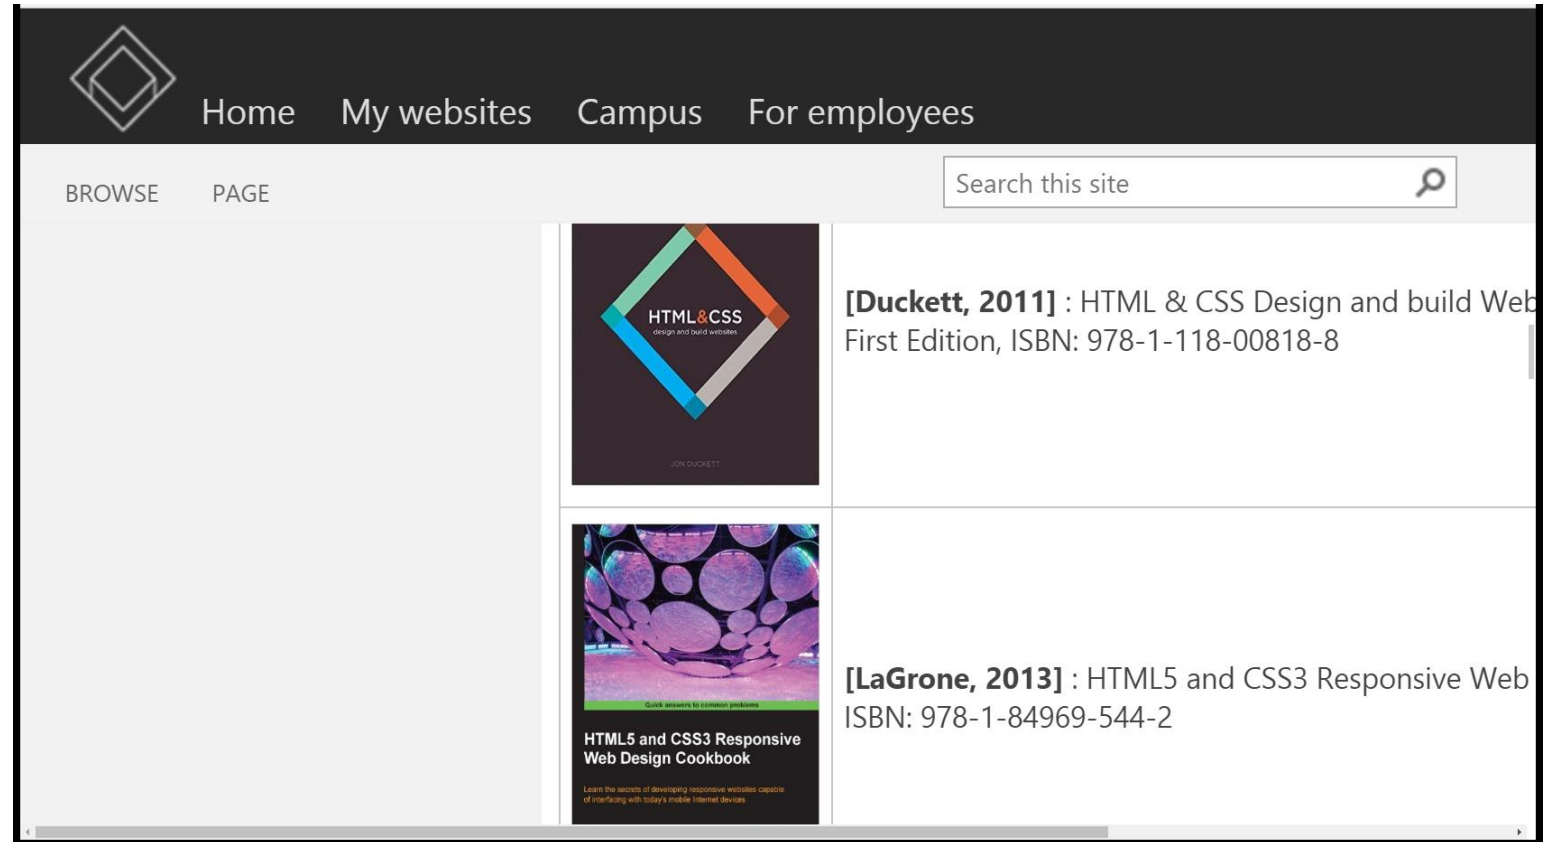 Home My websites Campus For employees
BROWSE PAGE
Search this site
HTML&CSS
design and build websites
JON DUCKETT
[Duckett, 2011] : HTML & CSS Design and build Web
First Edition, ISBN: 978-1-118-00818-8
Quick answers to common problems
HTML5 and CSS3 Responsive
Web Design Cookbook
Learn the secrets of developing responsive websites capable
of interfacing with today's mobile Internet devices
[LaGrone, 2013] : HTML5 and CSS3 Responsive Web
ISBN: 978-1-84969-544-2